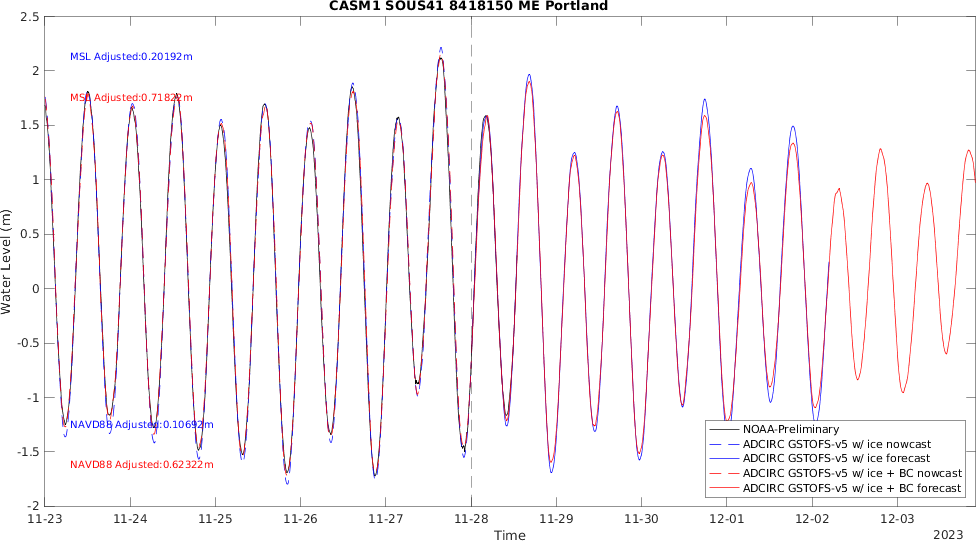 CASM1 SOUS41 8418150 ME Portland
2.5
2
1.5
1
0.5
0
-0.5
-1
-1.5
-2
Water Level (m)
MSL Adjusted:0.20192m
MSL Adjusted:0.71822m
NAVD88 Adjusted:0.10692m
NAVD88 Adjusted:0.62322m
NOAA-Preliminary
ADCIRC GSTOFS-v5 w/ ice nowcast
ADCIRC GSTOFS-v5 w/ ice forecast
ADCIRC GSTOFS-v5 w/ ice + BC nowcast
ADCIRC GSTOFS-v5 w/ ice + BC forecast
11-23 11-24 11-25 11-26 11-27 11-28 11-29 11-30 12-01 12-02 12-03
Time
2023